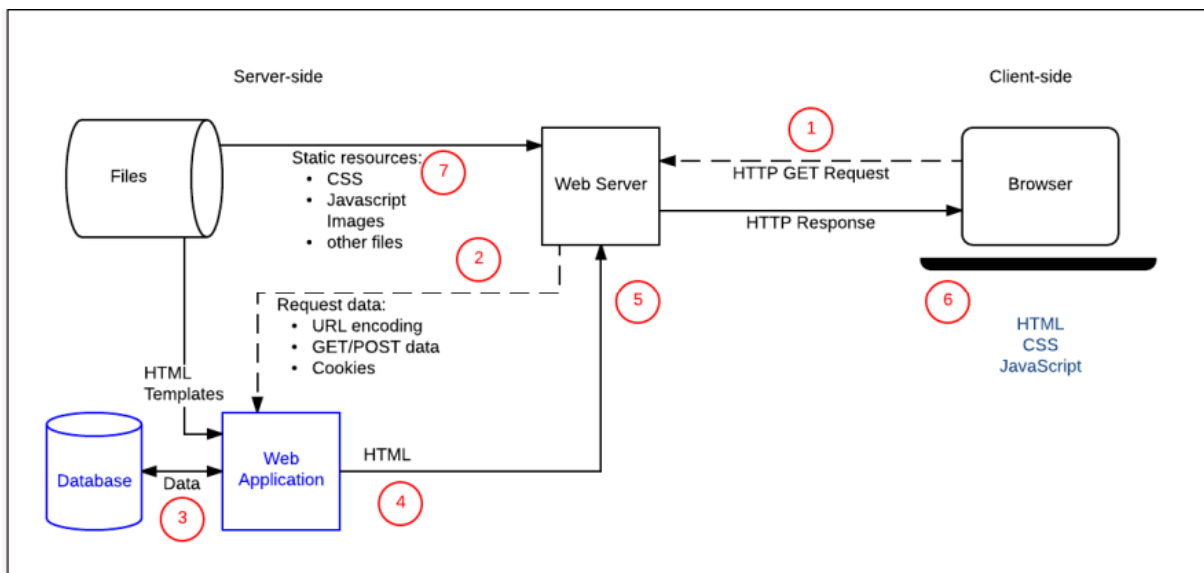 Server-side
Client-side
1
Files
Static resources:
• CSS
• Javascript
Images
• other files
7
Web Server
HTTP GET Request
HTTP Response
Browser
2
5
6
Request data:
• URL encoding
• GET/POST data
• Cookies
HTML
CSS
JavaScript
HTML
Templates
Database
Data
3
Web
Application
HTML
4